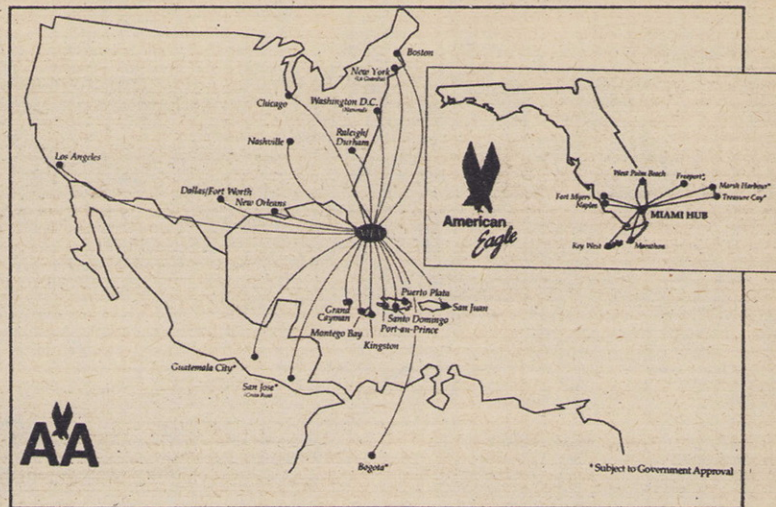 Boston
New York
(La Guardia)
Chicago
Washington D.C.
(National)
Raleigh/
Durham
Nashville
Los Angeles
Dallas/Fort Worth
New Orleans
Grand
Cayman
Montego Bay
Kingston
Puerto Plata
Santo Domingo
Port-au-Prince
San Juan
Guatemala City*
San Jose*
(Costa Rica)
Bogota*
AA
* Subject to Government Approval
American
Eagle
West Palm Beach
Freeport*
Marsh Harbour*
Treasure Cay*
Fort Myers
Naples
MIAMI HUB
Key West
Marathon